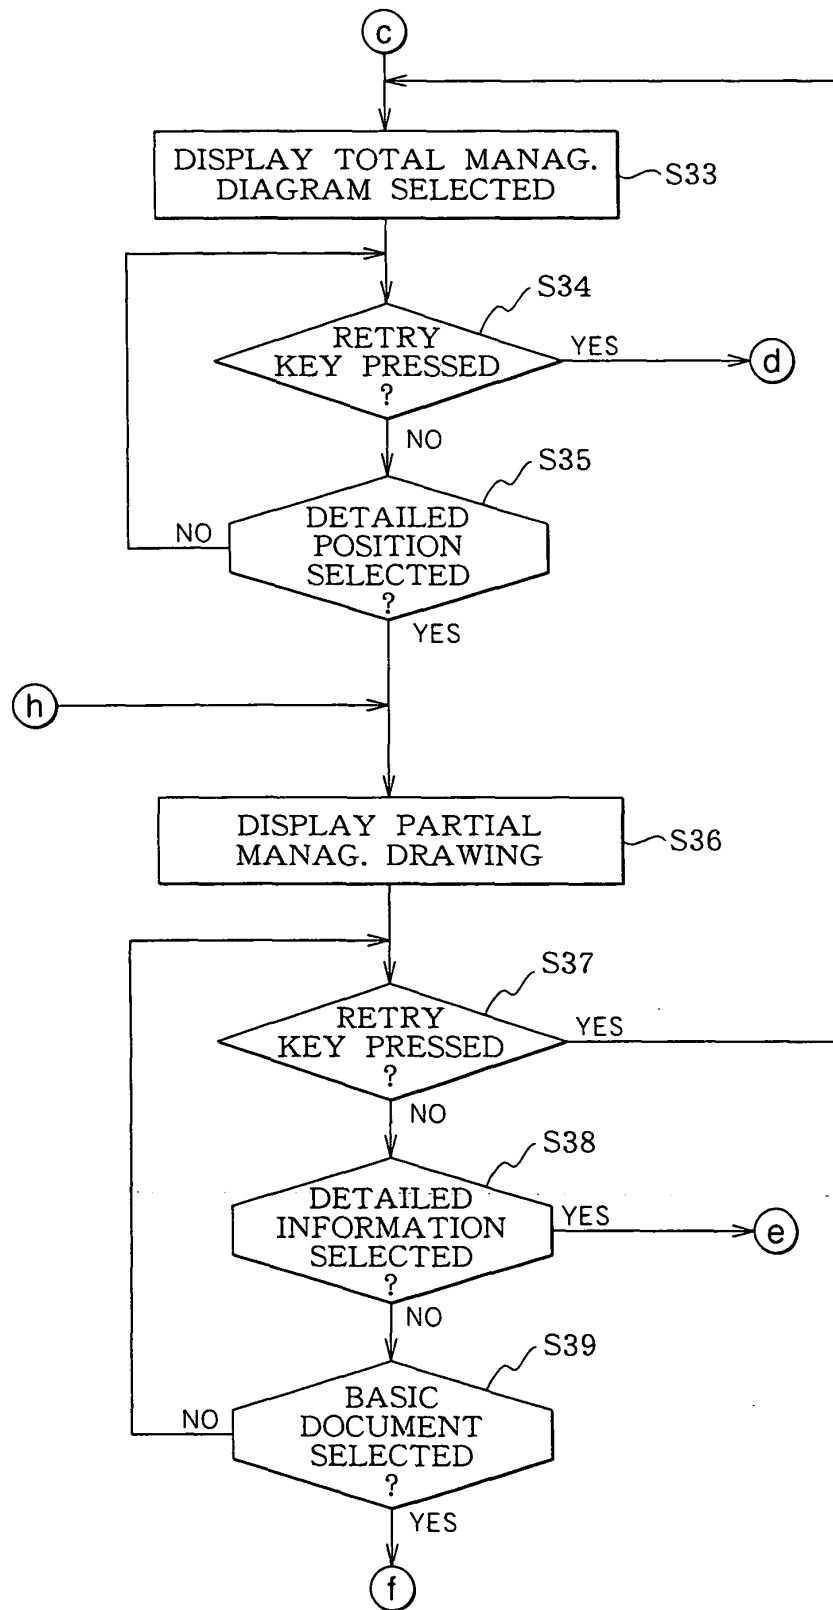 c
DISPLAY TOTAL MANAG.
DIAGRAM SELECTED
S33
S34
RETRY
KEY PRESSED
?
YES
d
NO
S35
DETAILED
POSITION
SELECTED
?
NO
YES
h
DISPLAY PARTIAL
MANAG. DRAWING
S36
S37
RETRY
KEY PRESSED
?
YES
NO
S38
DETAILED
INFORMATION
SELECTED
?
YES
e
NO
S39
BASIC
DOCUMENT
SELECTED
?
NO
YES
f